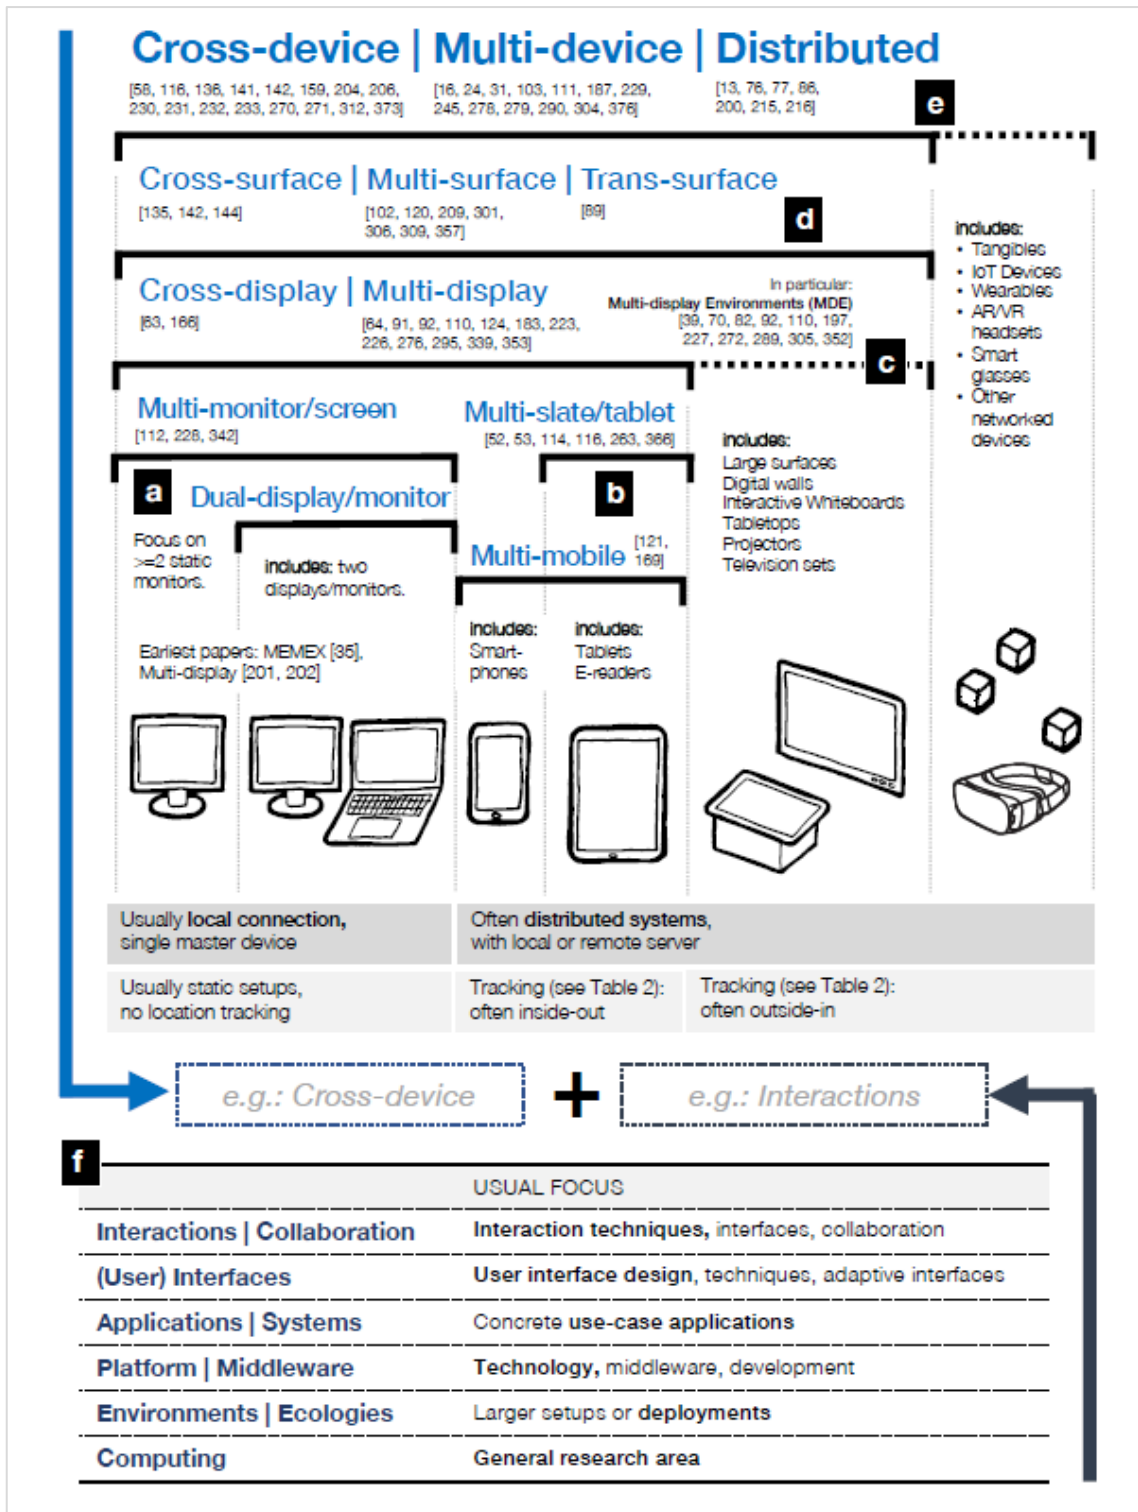 Cross-device | Multi-device | Distributed
[58, 116, 136, 141, 142, 159, 204, 206,
230, 231, 232, 233, 270, 271, 312, 373]
[16, 24, 31, 103, 111, 187, 229,
245, 278, 279, 290, 304, 376]
[13, 76, 77, 86,
200, 215, 216]
e
Cross-surface | Multi-surface | Trans-surface
[135, 142, 144]
[102, 120, 209, 301,
306, 309, 357]
[89]
d
includes:
• Tangibles
• IoT Devices
• Wearables
• AR/VR
headsets
• Smart
glasses
• Other
networked
devices
Cross-display | Multi-display
[63, 166]
[64, 91, 92, 110, 124, 183, 223,
226, 276, 295, 339, 353]
In particular:
Multi-display Environments (MDE)
[39, 70, 82, 92, 110, 197,
227, 272, 289, 305, 352]
c
Multi-monitor/screen
[112, 228, 342]
Multi-slate/tablet
[52, 53, 114, 116, 263, 366]
includes:
Large surfaces
Digital walls
Interactive Whiteboards
Tabletops
Projectors
Television sets
a
Dual-display/monitor
b
Focus on
>=2 static
monitors.
includes: two
displays/monitors.
Multi-mobile
[121,
169]
includes:
Smart-
phones
includes:
Tablets
E-readers
Earliest papers: MEMEX [35],
Multi-display [201, 202]
Usually local connection,
single master device
Often distributed systems,
with local or remote server
Usually static setups,
no location tracking
Tracking (see Table 2):
often inside-out
Tracking (see Table 2):
often outside-in
e.g.: Cross-device
+
e.g.: Interactions
f
USUAL FOCUS
Interactions | Collaboration
Interaction techniques, interfaces, collaboration
(User) Interfaces
User interface design, techniques, adaptive interfaces
Applications | Systems
Concrete use-case applications
Platform | Middleware
Technology, middleware, development
Environments | Ecologies
Larger setups or deployments
Computing
General research area